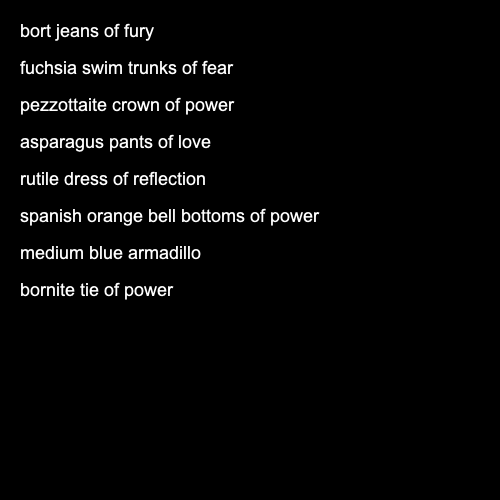 bort jeans of fury
fuchsia swim trunks of fear
pezzottaite crown of power
asparagus pants of love
rutile dress of reflection
spanish orange bell bottoms of power
medium blue armadillo
bornite tie of power